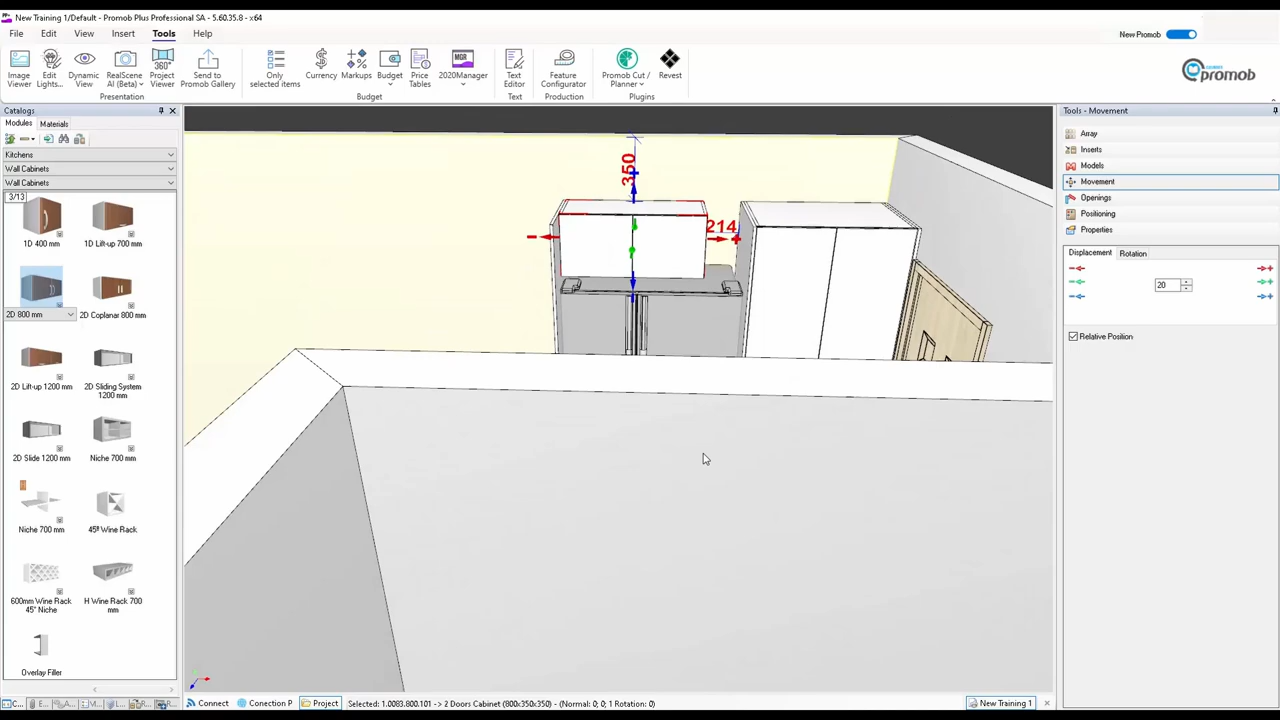 New Training 1/Default - Promob Plus Professional SA - 5.60.35.8 - x64
File Edit View Insert Tools Help
New Promob
Image Viewer
Edit Lights...
Dynamic View
RealScene AI (Beta)
Project Viewer
Send to Promob Gallery
Presentation
Only selected items
Currency
Markups
Budget
Price Tables
2020Manager
Budget
Text Editor
Text
Feature Configurator
Production
Promob Cut / Planner
Revest
Plugins
promob
Catalogs
Modules Materials
Kitchens
Wall Cabinets
Wall Cabinets
3/13
1D 400 mm
1D Lift-up 700 mm
2D 800 mm
2D Coplanar 800 mm
2D Lift-up 1200 mm
2D Sliding System 1200 mm
2D Slide 1200 mm
Niche 700 mm
Niche 700 mm
45º Wine Rack
600mm Wine Rack 45° Niche
H Wine Rack 700 mm
Overlay Filler
350
214
Tools - Movement
Array
Inserts
Models
Movement
Openings
Positioning
Properties
Displacement Rotation
20
Relative Position
Connect
Conection P
Project
Selected: 1.0083.800.101 -> 2 Doors Cabinet (800x350x350) - (Normal: 0; 0; 1 Rotation: 0)
New Training 1